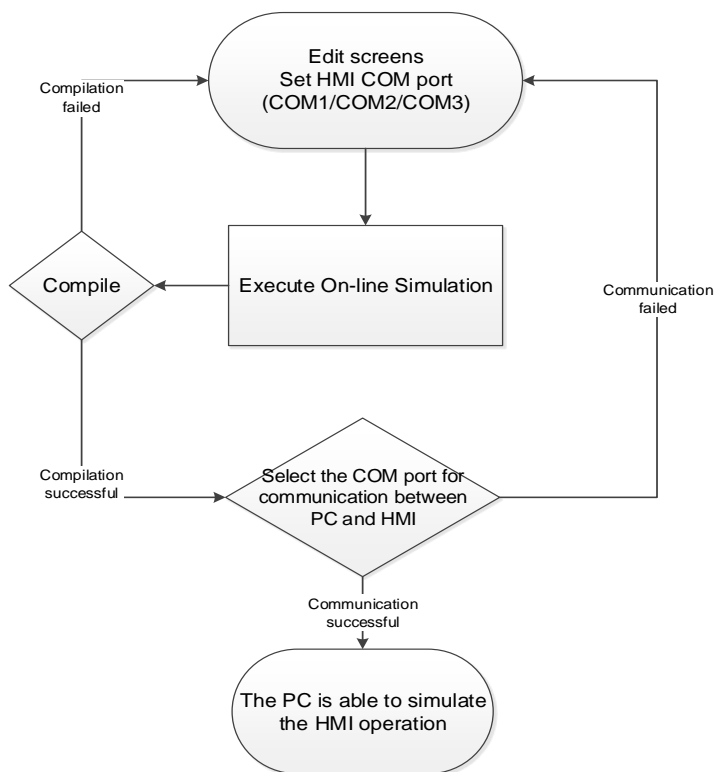 Edit screens
Set HMI COM port
(COM1/COM2/COM3)
Compilation
failed
Compile
Execute On-line Simulation
Communication
failed
Compilation
successful
Select the COM port for
communication between
PC and HMI
Communication
successful
The PC is able to simulate
the HMI operation